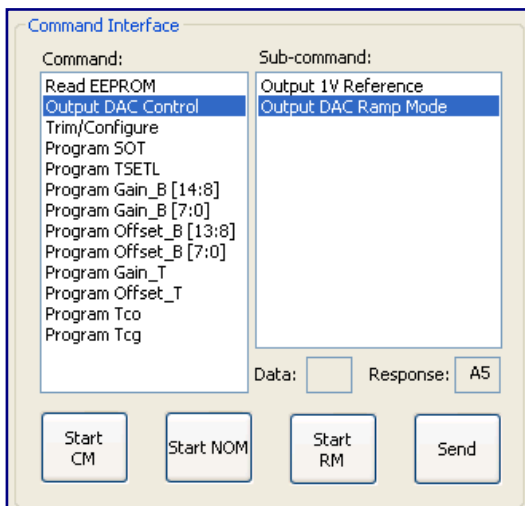 Command Interface
Command:
Sub-command:
Read EEPROM
Output DAC Control
Trim/Configure
Program SOT
Program TSETL
Program Gain_B [14:8]
Program Gain_B [7:0]
Program Offset_B [13:8]
Program Offset_B [7:0]
Program Gain_T
Program Offset_T
Program Tco
Program Tcg
Output 1V Reference
Output DAC Ramp Mode
Data:
Response: A5
Start
CM
Start NOM
Start
RM
Send